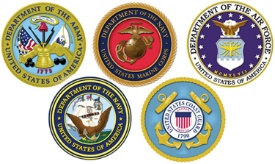 DEPARTMENT OF THE ARMY
1775
UNITED STATES OF AMERICA
DEPARTMENT OF THE NAVY
UNITED STATES MARINE CORPS
DEPARTMENT OF THE AIR FORCE
UNITED STATES OF AMERICA
DEPARTMENT OF THE NAVY
UNITED STATES OF AMERICA
UNITED STATES COAST GUARD
1790